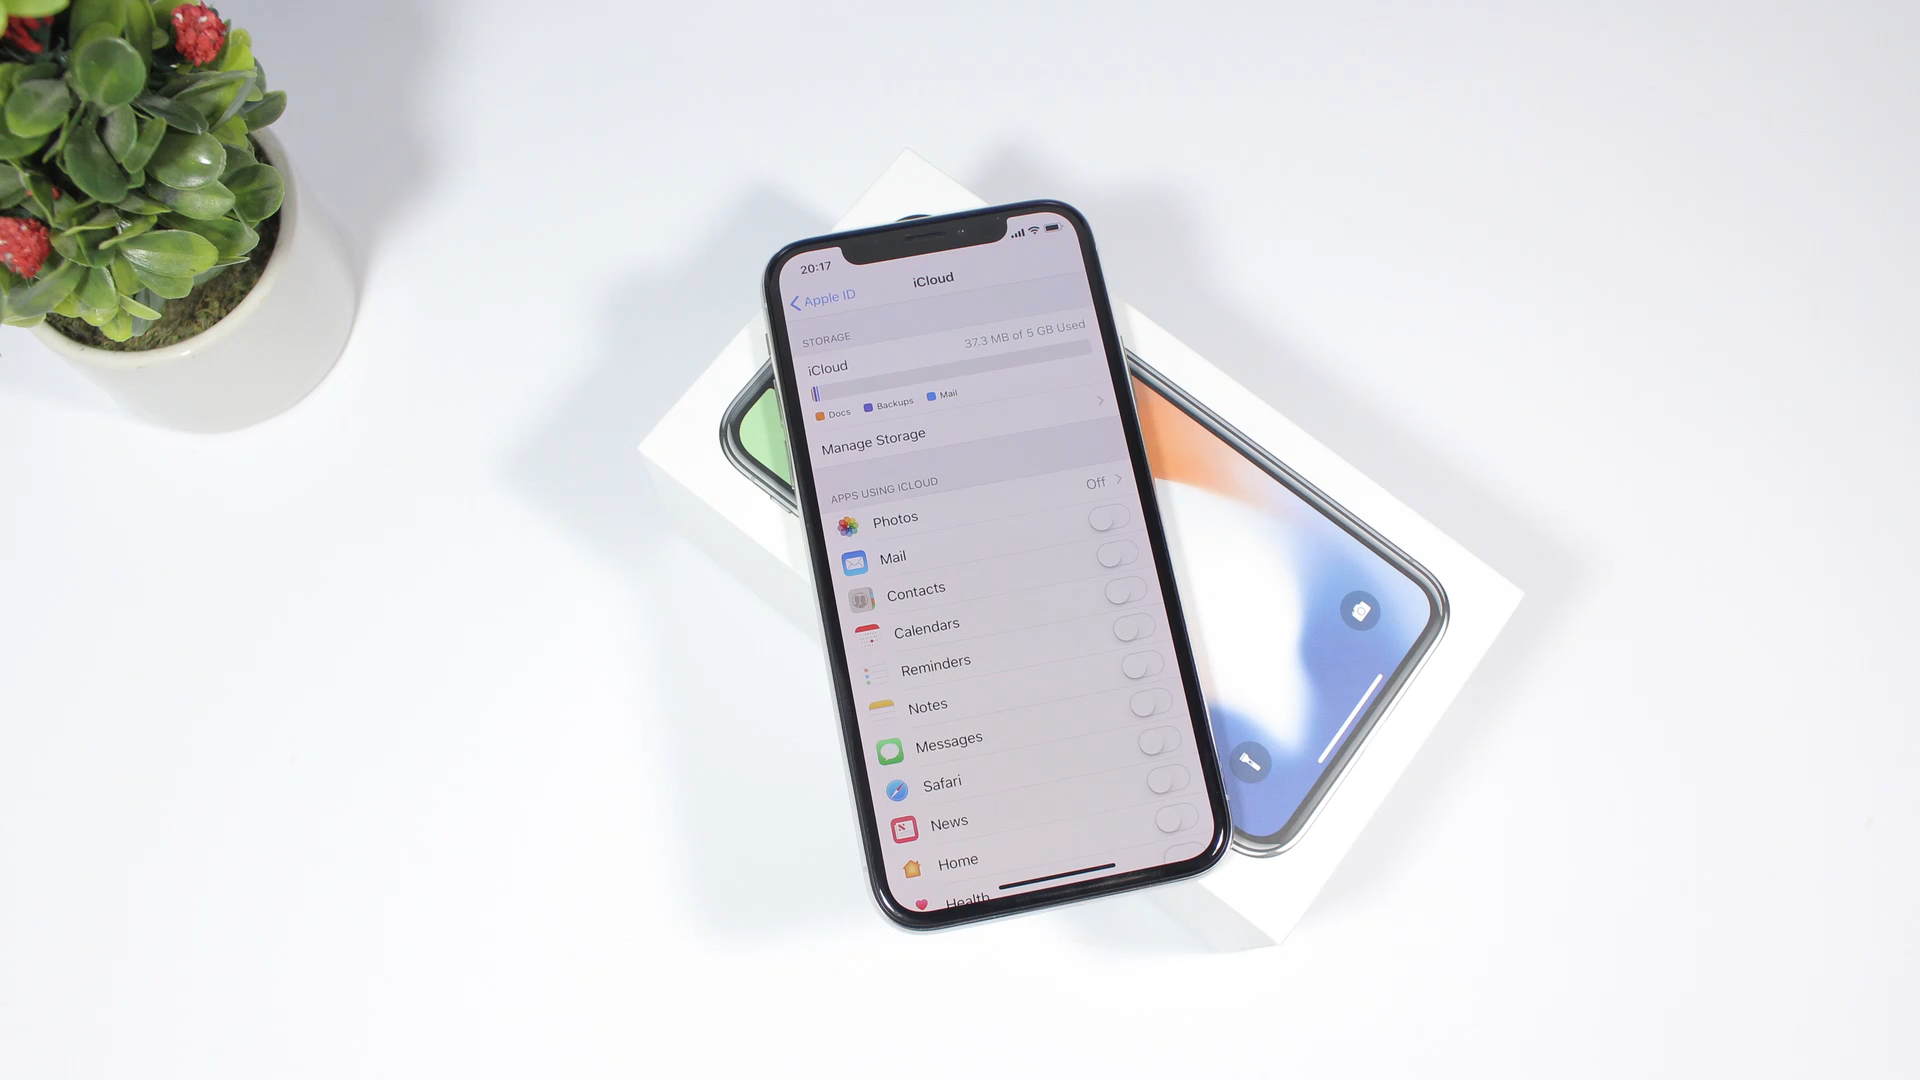 20:17
Apple ID
iCloud
STORAGE
iCloud
37.3 MB of 5 GB Used
Docs
Backups
Mail
Manage Storage
APPS USING ICLOUD
Photos
Off
Mail
Contacts
Calendars
Reminders
Notes
Messages
Safari
News
Home
Health